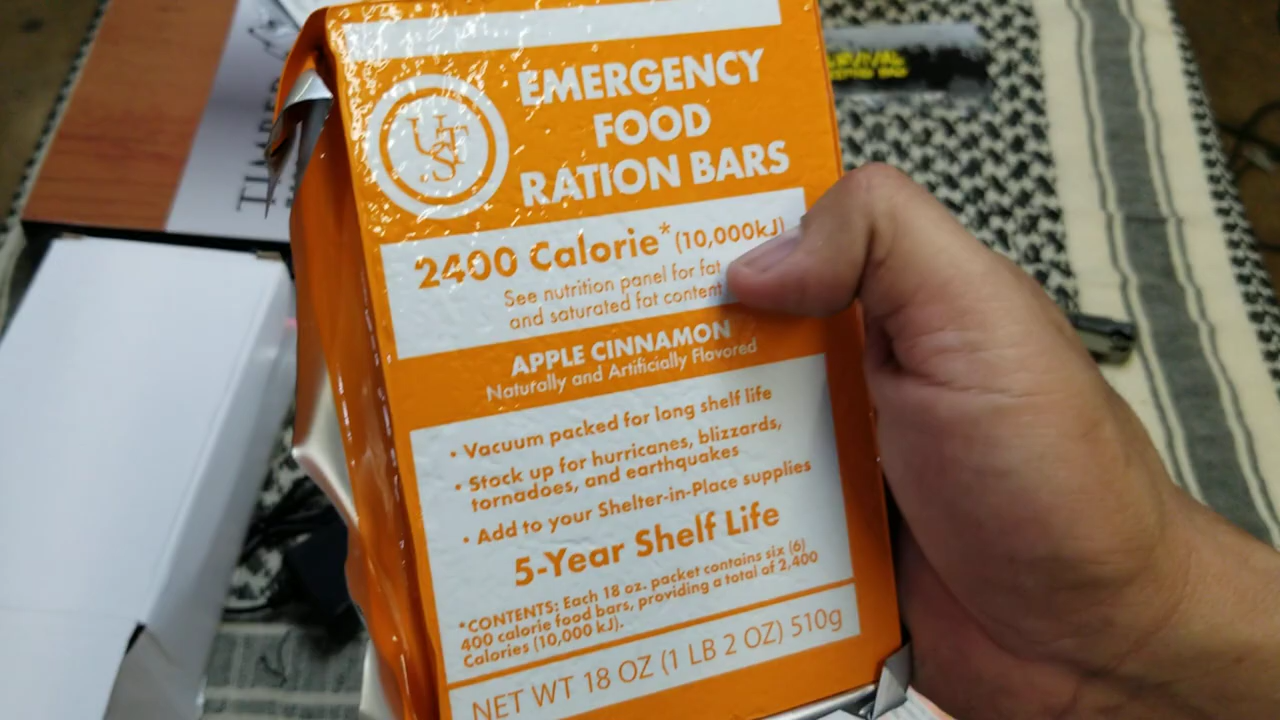 EMERGENCY
FOOD
RATION BARS
UST
2400 Calorie* (10,000kJ)
See nutrition panel for fat
and saturated fat content
APPLE CINNAMON
Naturally and Artificially Flavored
• Vacuum packed for long shelf life
• Stock up for hurricanes, blizzards,
tornadoes, and earthquakes
• Add to your Shelter-in-Place supplies
5-Year Shelf Life
*CONTENTS: Each 18 oz. packet contains six (6)
400 calorie food bars, providing a total of 2,400
Calories (10,000 kJ).
NET WT 18 OZ (1 LB 2 OZ) 510g